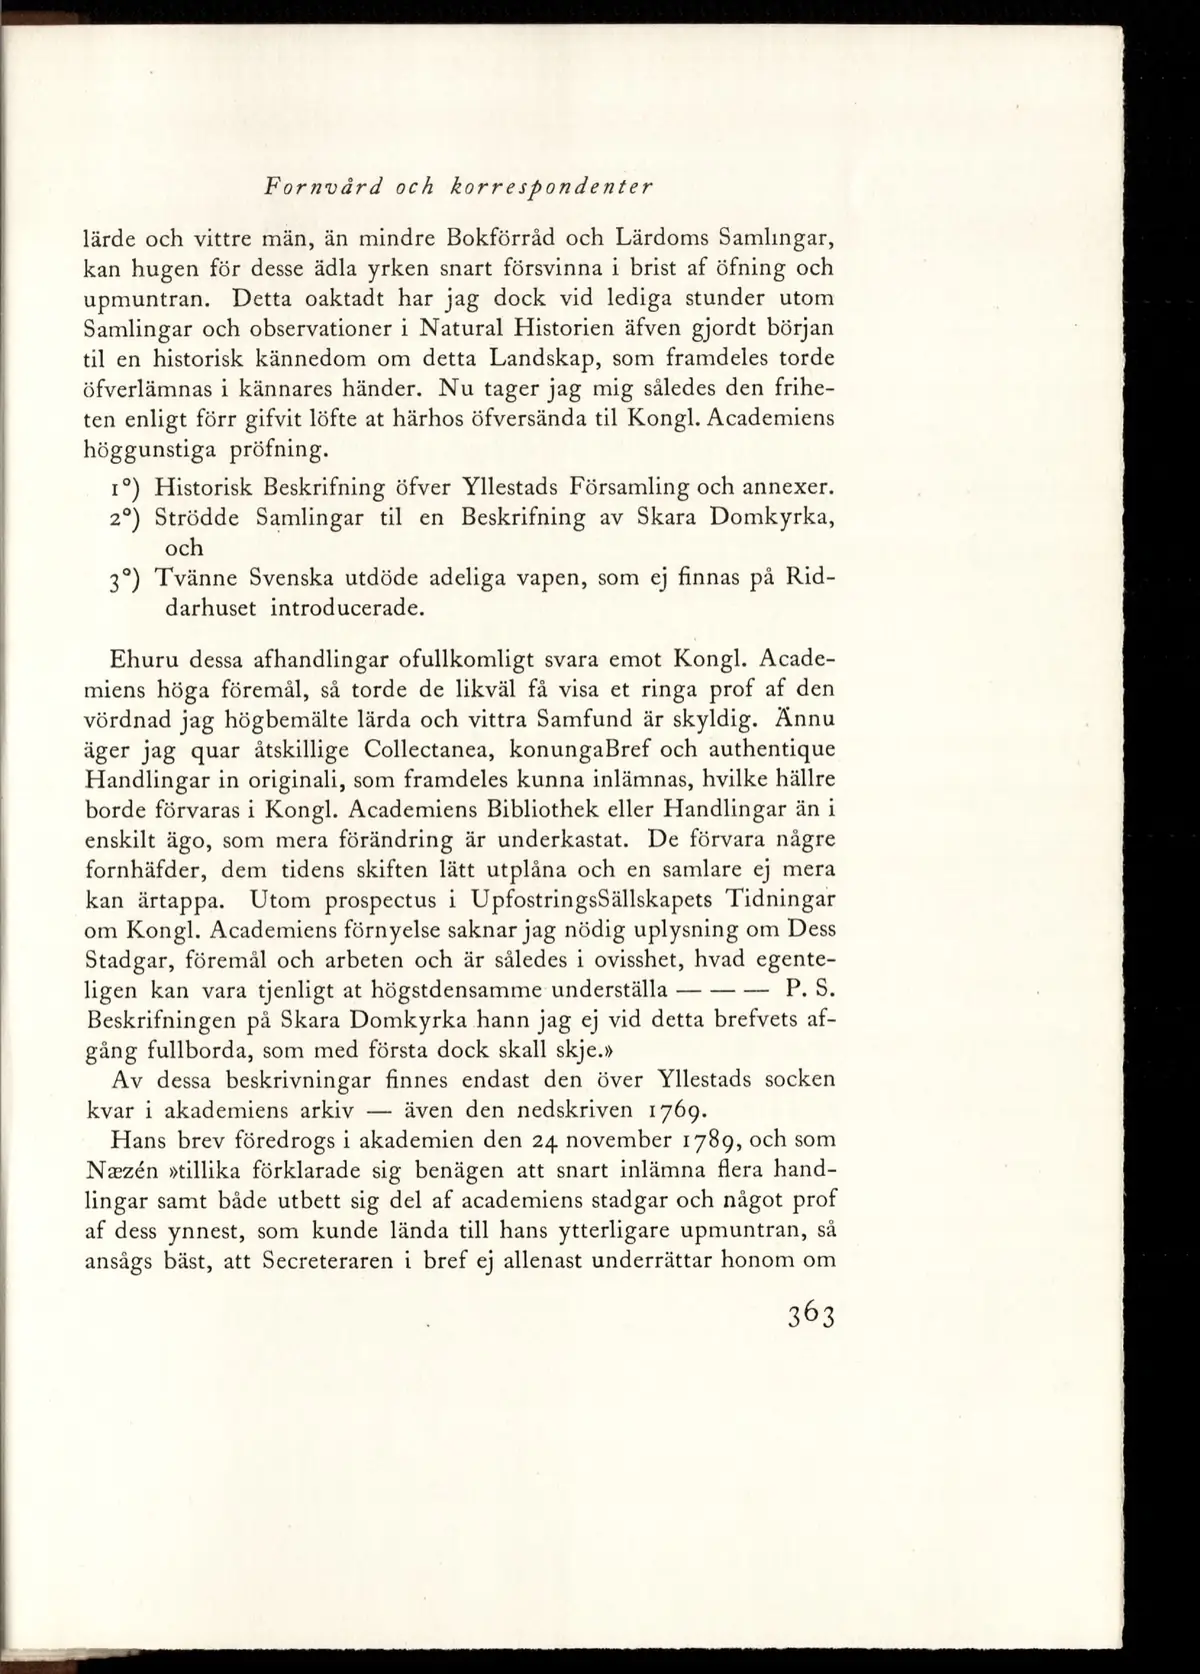 Fornvård och korrespondenter
lärde och vittre män, än mindre Bokförråd och Lärdoms Samlingar,
kan hugen för desse ädla yrken snart försvinna i brist af öfning och
upmuntran. Detta oaktadt har jag dock vid lediga stunder utom
Samlingar och observationer i Natural Historien äfven gjordt början
til en historisk kännedom om detta Landskap, som framdeles torde
öfverlämnas i kännares händer. Nu tager jag mig således den frihe-
ten enligt förr gifvit löfte at härhos öfversända til Kongl. Academiens
höggunstiga pröfning.
1°) Historisk Beskrifning öfver Yllestads Församling och annexer.
2°) Strödde Samlingar til en Beskrifning av Skara Domkyrka,
och
3°) Tvänne Svenska utdöde adeliga vapen, som ej finnas på Rid-
darhuset introducerade.
Ehuru dessa afhandlingar ofullkomligt svara emot Kongl. Acade-
miens höga föremål, så torde de likväl få visa et ringa prof af den
vördnad jag högbemälte lärda och vittra Samfund är skyldig. Ännu
äger jag quar åtskillige Collectanea, konungaBref och authentique
Handlingar in originali, som framdeles kunna inlämnas, hvilke hällre
borde förvaras i Kongl. Academiens Bibliothek eller Handlingar än i
enskilt ägo, som mera förändring är underkastat. De förvara någre
fornhäfder, dem tidens skiften lätt utplåna och en samlare ej mera
kan ärtappa. Utom prospectus i UpfostringsSällskapets Tidningar
om Kongl. Academiens förnyelse saknar jag nödig uplysning om Dess
Stadgar, föremål och arbeten och är således i ovisshet, hvad egente-
ligen kan vara tjenligt at högstdensamme underställa — — — P. S.
Beskrifningen på Skara Domkyrka hann jag ej vid detta brefvets af-
gång fullborda, som med första dock skall skje.»
Av dessa beskrivningar finnes endast den över Yllestads socken
kvar i akademiens arkiv — även den nedskriven 1769.
Hans brev föredrogs i akademien den 24 november 1789, och som
Næzén »tillika förklarade sig benägen att snart inlämna flera hand-
lingar samt både utbett sig del af academiens stadgar och något prof
af dess ynnest, som kunde lända till hans ytterligare upmuntran, så
ansågs bäst, att Secreteraren i bref ej allenast underrättar honom om
363